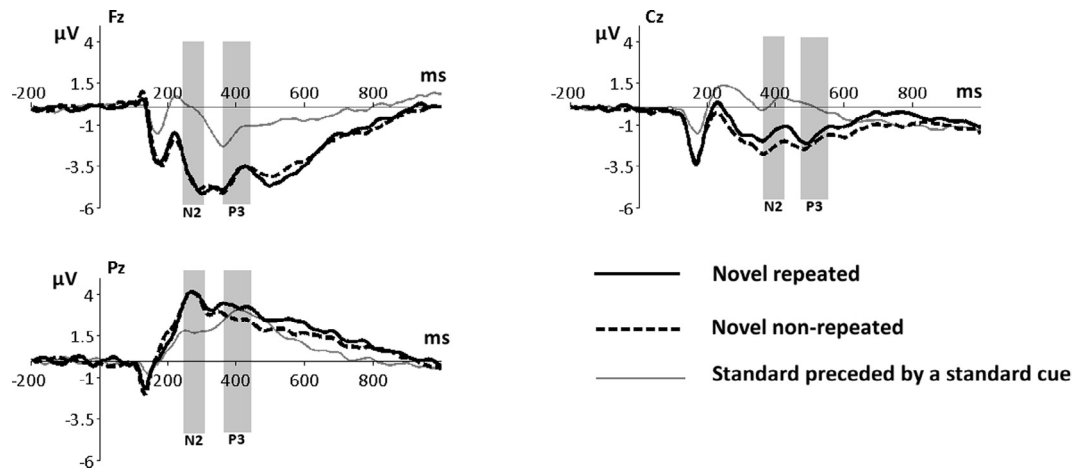 Fz
μV
4
1.5
-1
-3.5
-6
-200 0 200 400 600 800
ms
N2 P3
Cz
μV
4
1.5
-1
-3.5
-6
-200 0 200 400 600 800
ms
N2 P3
Pz
μV
4
1.5
-1
-3.5
-6
-200 0 200 400 600 800
ms
N2 P3
Novel repeated
Novel non-repeated
Standard preceded by a standard cue